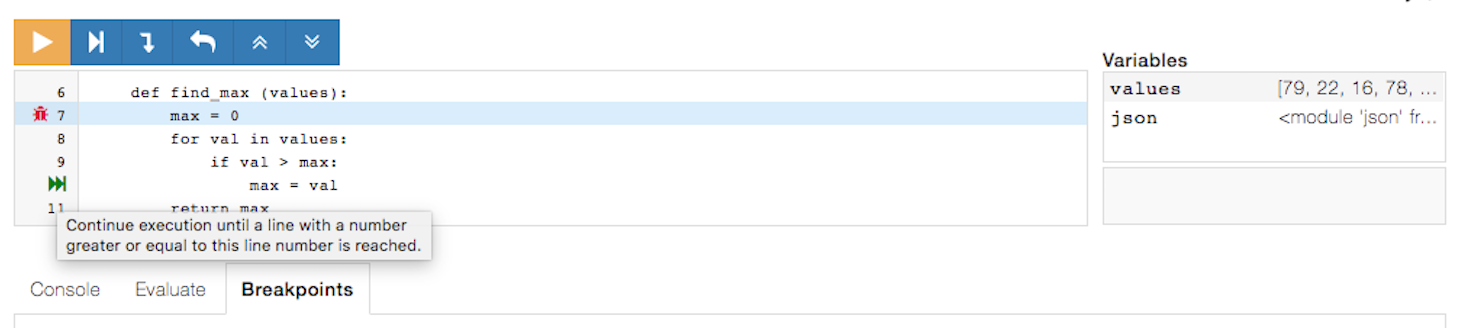 Variables
6 def find_max (values):
7 max = 0
8 for val in values:
9 if val > max:
max = val
11 return max
values [79, 22, 16, 78, ...
json <module 'json' fr...
Continue execution until a line with a number
greater or equal to this line number is reached.
Console Evaluate Breakpoints